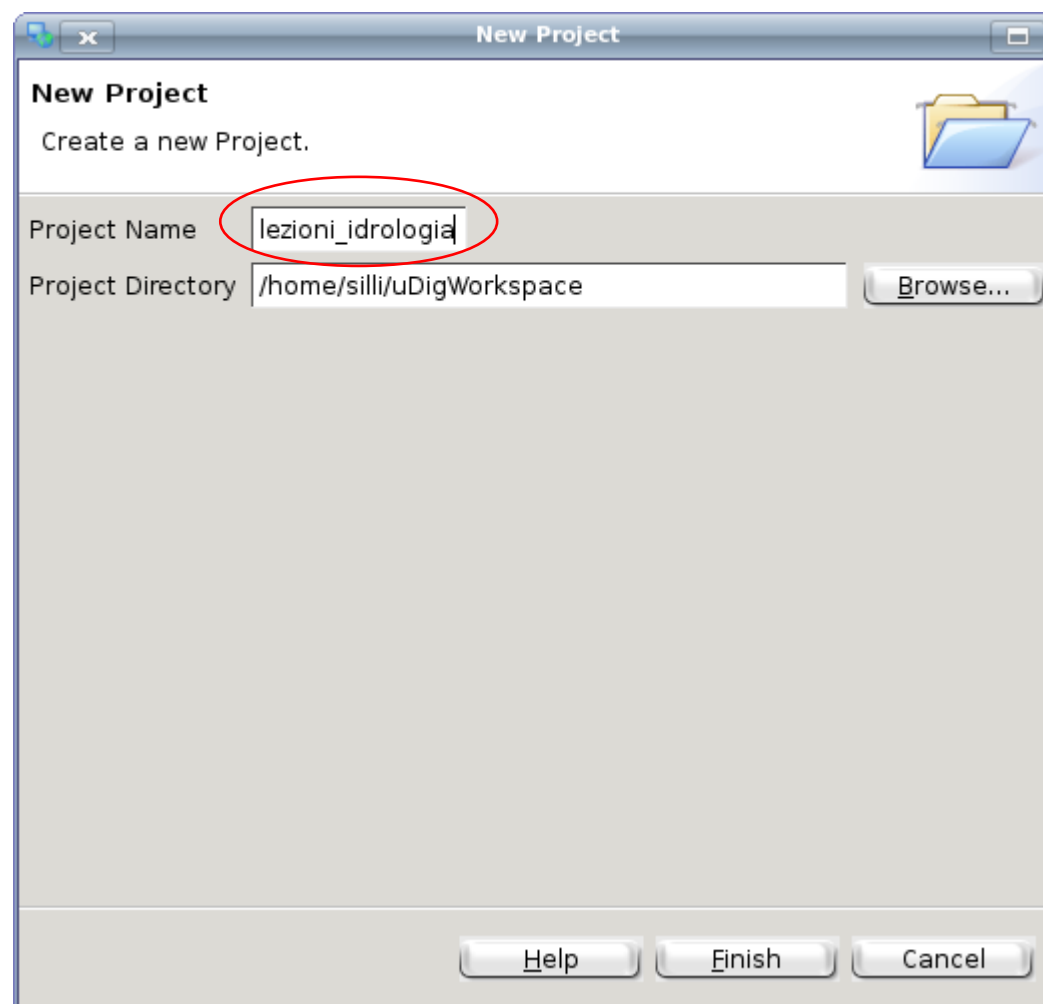 New Project
New Project
Create a new Project.
Project Name lezioni_idrologia
Project Directory /home/silli/uDigWorkspace Browse...
Help Finish Cancel